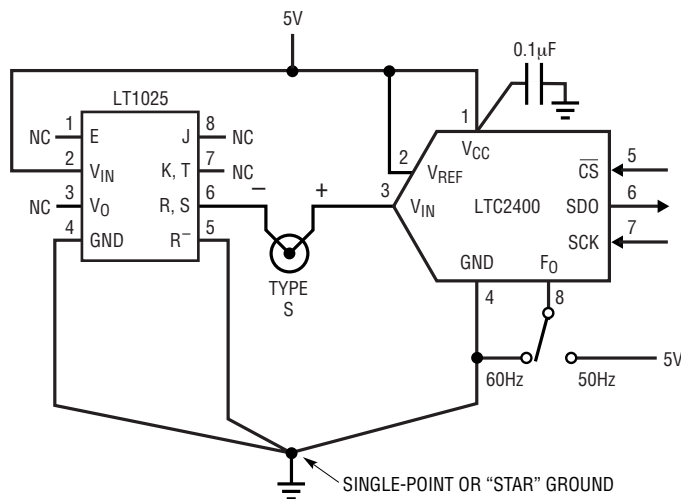 5V
0.1µF
LT1025
NC 1 E J 8 NC
2 VIN K, T 7 NC
NC 3 VO R, S 6
4 GND R– 5
– +
TYPE
S
1
VCC
2 VREF
3 VIN
LTC2400
CS 5
SDO 6
SCK 7
GND FO
4 8
60Hz 50Hz 5V
SINGLE-POINT OR “STAR” GROUND